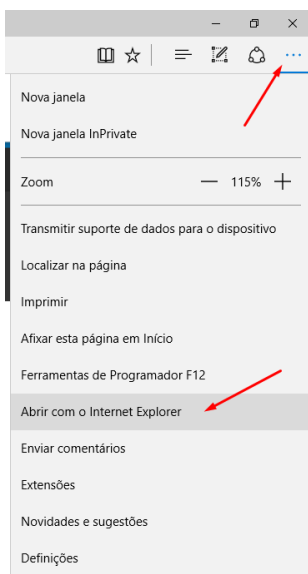 Nova janela
Nova janela InPrivate
Zoom 115%
Transmitir suporte de dados para o dispositivo
Localizar na página
Imprimir
Afixar esta página em Início
Ferramentas de Programador F12
Abrir com o Internet Explorer
Enviar comentários
Extensões
Novidades e sugestões
Definições